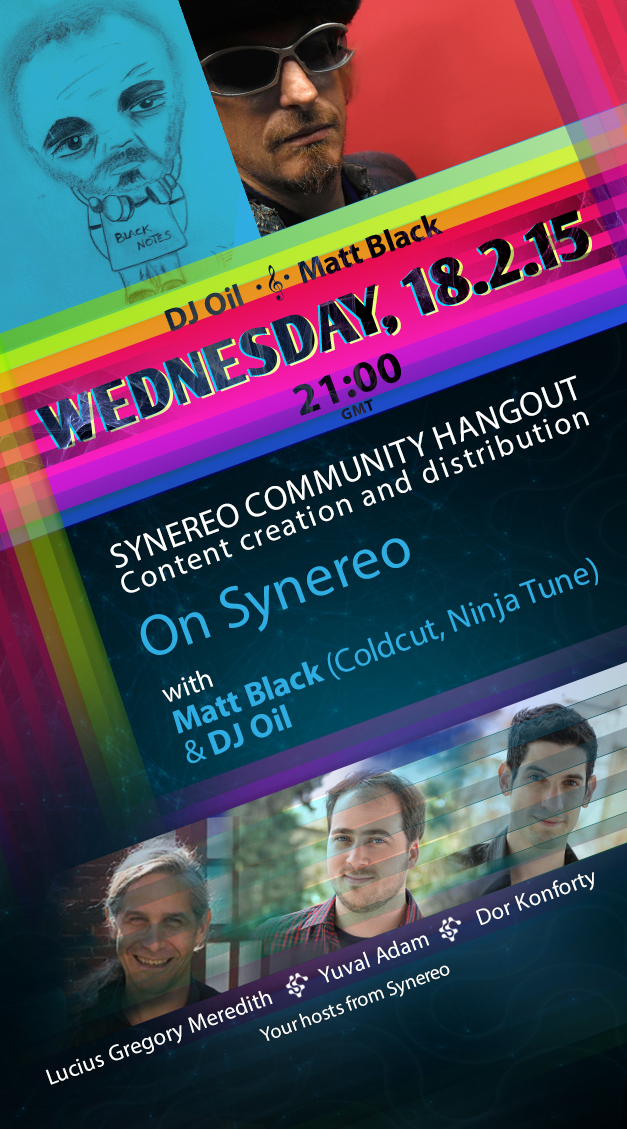 BLACK
NOTES
DJ Oil Matt Black
WEDNESDAY, 18.2.15
21:00
GMT
SYNEREO COMMUNITY HANGOUT
Content creation and distribution
On Synereo
with
Matt Black (Coldcut, Ninja Tune)
& DJ Oil
Lucius Gregory Meredith Yuval Adam Dor Konforty
Your hosts from Synereo